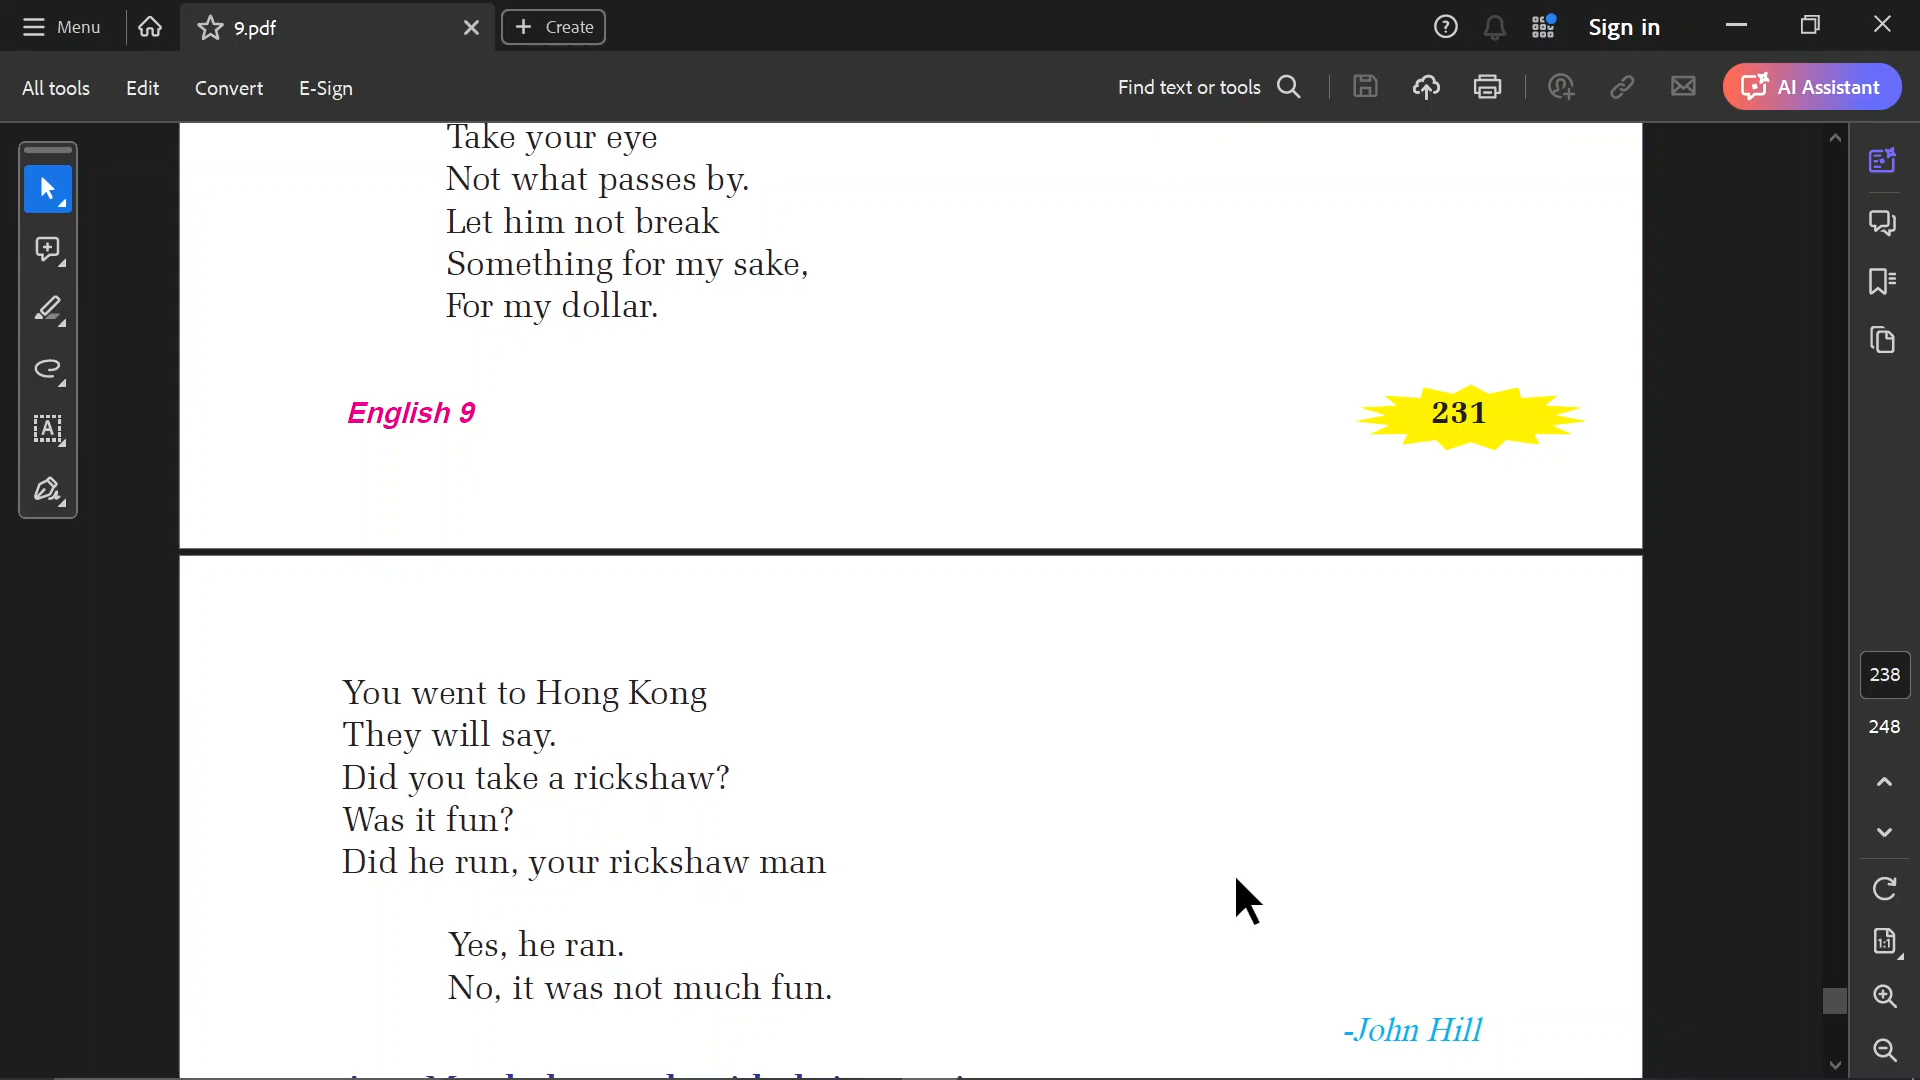 Menu
9.pdf
Create
Sign in
All tools
Edit
Convert
E-Sign
Find text or tools
AI Assistant
Take your eye
Not what passes by.
Let him not break
Something for my sake,
For my dollar.
English 9
231
You went to Hong Kong
They will say.
Did you take a rickshaw?
Was it fun?
Did he run, your rickshaw man
Yes, he ran.
No, it was not much fun.
-John Hill
238
248